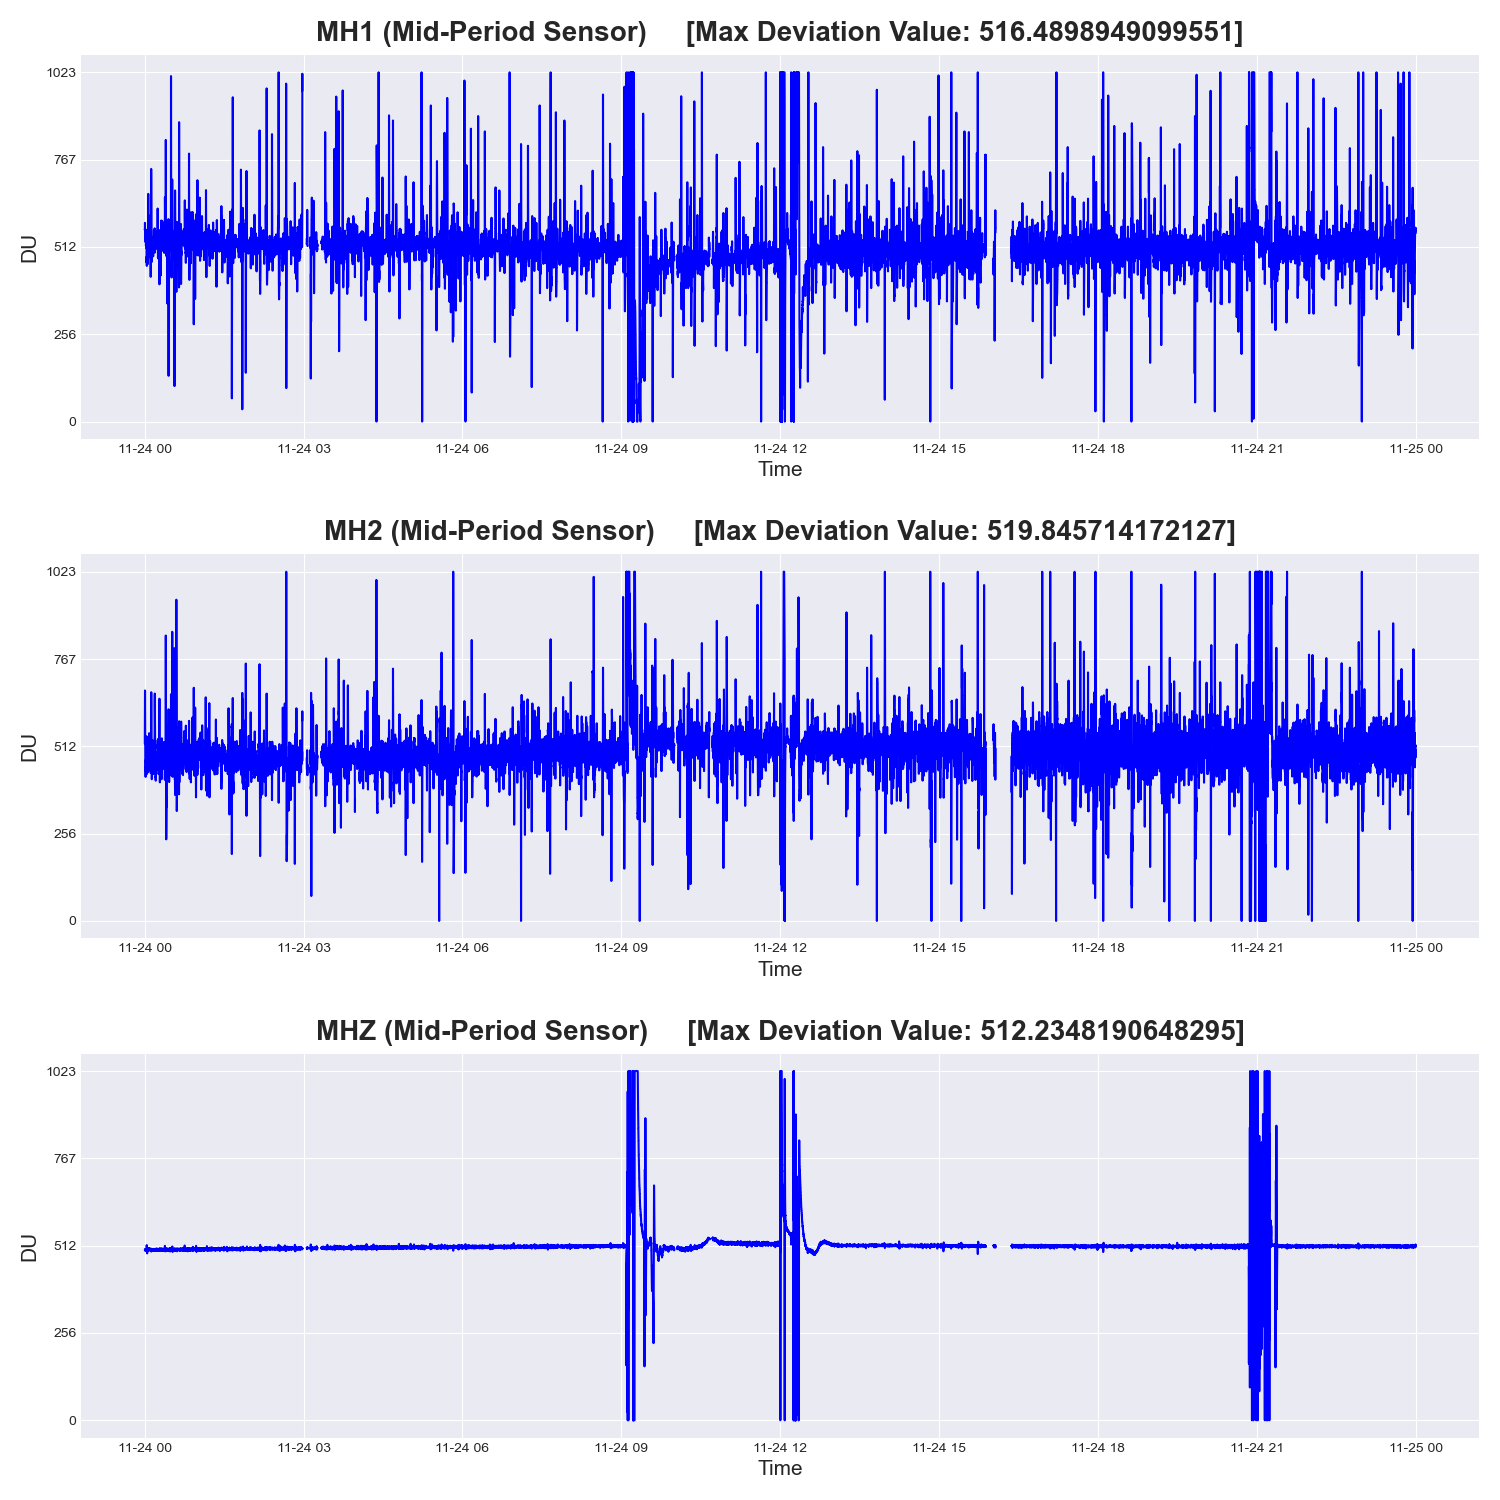 MH1 (Mid-Period Sensor) [Max Deviation Value: 516.4898949099551]
1023
767
512
256
0
DU
11-24 00 11-24 03 11-24 06 11-24 09 11-24 12 11-24 15 11-24 18 11-24 21 11-25 00
Time
MH2 (Mid-Period Sensor) [Max Deviation Value: 519.845714172127]
1023
767
512
256
0
DU
11-24 00 11-24 03 11-24 06 11-24 09 11-24 12 11-24 15 11-24 18 11-24 21 11-25 00
Time
MHZ (Mid-Period Sensor) [Max Deviation Value: 512.2348190648295]
1023
767
512
256
0
DU
11-24 00 11-24 03 11-24 06 11-24 09 11-24 12 11-24 15 11-24 18 11-24 21 11-25 00
Time